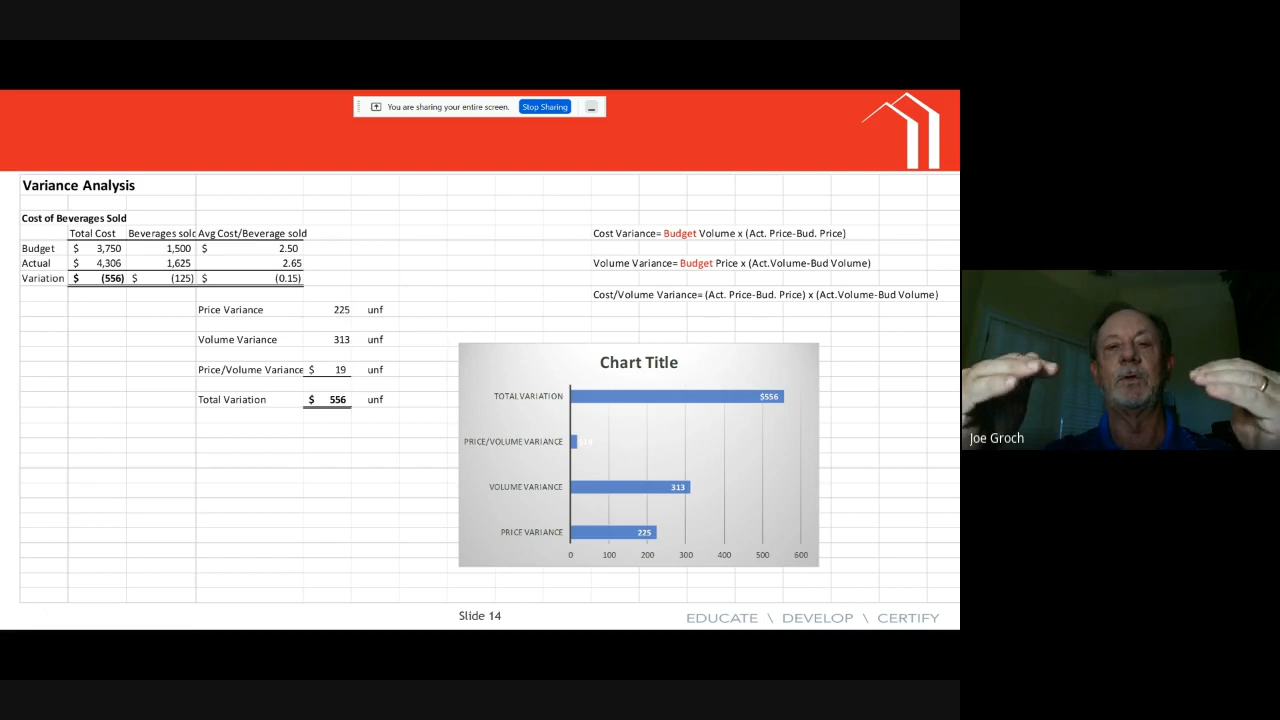 You are sharing your entire screen. Stop Sharing
Variance Analysis
Cost of Beverages Sold
Total Cost Beverages sold Avg Cost/Beverage sold
Budget $ 3,750 1,500 $ 2.50
Actual $ 4,306 1,625 2.65
Variation $ (556) $ (125) $ (0.15)
Price Variance 225 unf
Volume Variance 313 unf
Price/Volume Variance $ 19 unf
Total Variation $ 556 unf
Cost Variance= Budget Volume x (Act. Price-Bud. Price)
Volume Variance= Budget Price x (Act.Volume-Bud Volume)
Cost/Volume Variance= (Act. Price-Bud. Price) x (Act.Volume-Bud Volume)
Chart Title
TOTAL VARIATION $556
PRICE/VOLUME VARIANCE $19
VOLUME VARIANCE 313
PRICE VARIANCE 225
0 100 200 300 400 500 600
Joe Groch
Slide 14
EDUCATE \ DEVELOP \ CERTIFY